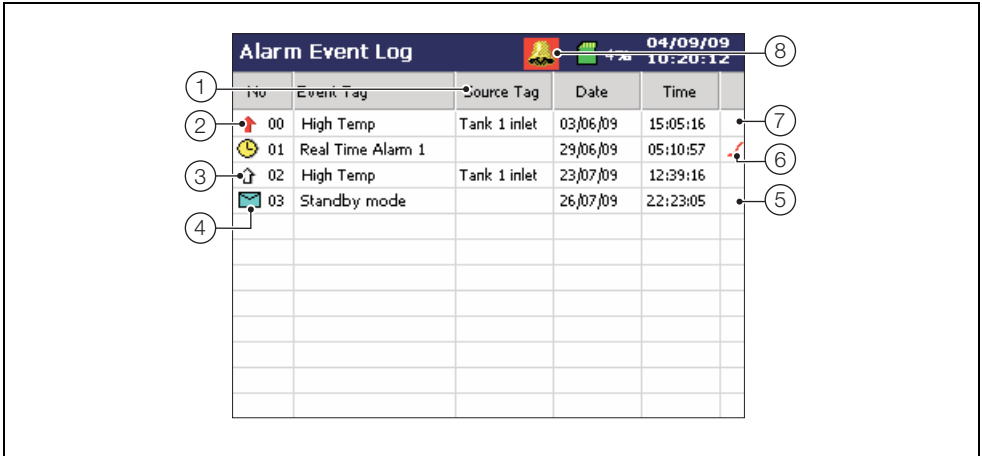 Alarm Event Log 47% 04/09/09
10:20:12
8
1
No Event Tag Source Tag Date Time
2 00 High Temp Tank 1 inlet 03/06/09 15:05:16 7
01 Real Time Alarm 1 29/06/09 05:10:57 6
3 02 High Temp Tank 1 inlet 23/07/09 12:39:16
03 Standby mode 26/07/09 22:23:05 5
4